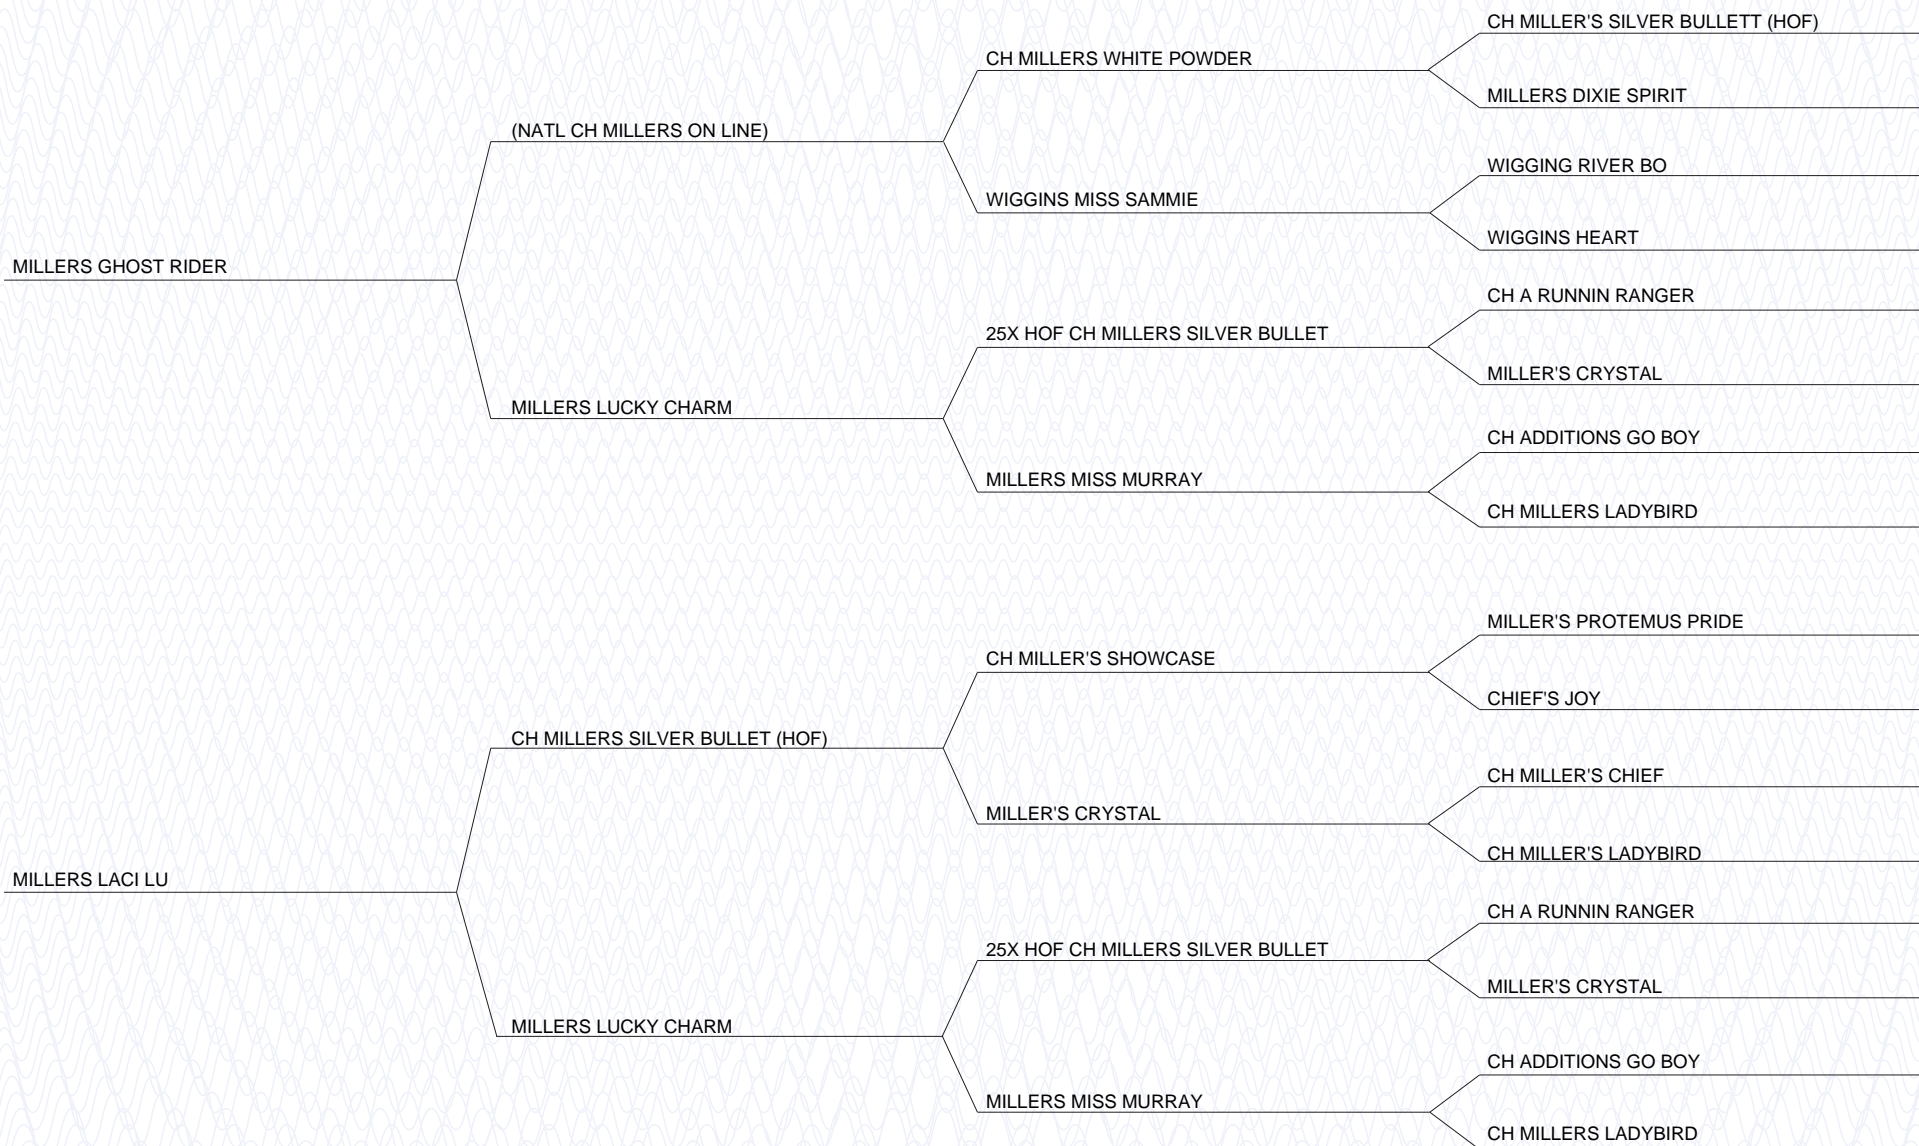 CH MILLER'S SILVER BULLETT (HOF)
CH MILLERS WHITE POWDER
MILLERS DIXIE SPIRIT
(NATL CH MILLERS ON LINE)
WIGGING RIVER BO
WIGGINS MISS SAMMIE
WIGGINS HEART
MILLERS GHOST RIDER
CH A RUNNIN RANGER
25X HOF CH MILLERS SILVER BULLET
MILLER'S CRYSTAL
MILLERS LUCKY CHARM
CH ADDITIONS GO BOY
MILLERS MISS MURRAY
CH MILLERS LADYBIRD
MILLER'S PROTEMUS PRIDE
CH MILLER'S SHOWCASE
CHIEF'S JOY
CH MILLERS SILVER BULLET (HOF)
CH MILLER'S CHIEF
MILLER'S CRYSTAL
CH MILLER'S LADYBIRD
MILLERS LACI LU
CH A RUNNIN RANGER
25X HOF CH MILLERS SILVER BULLET
MILLER'S CRYSTAL
MILLERS LUCKY CHARM
CH ADDITIONS GO BOY
MILLERS MISS MURRAY
CH MILLERS LADYBIRD